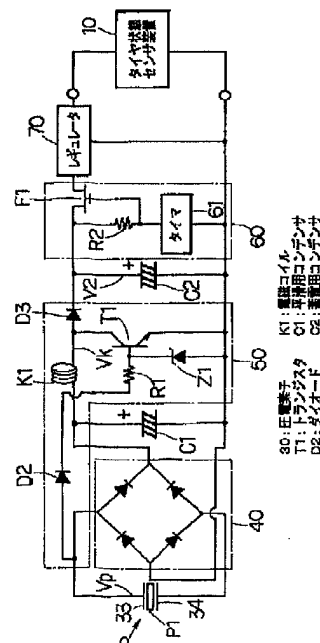 10
タイヤ状態
センサ装置
70
レギュレータ
F1
R2
タイマ
61
60
V2
C2
D3
T1
Vk
K1
R1
Z1
50
D2
C1
40
Vp
33
34
P1
30:圧電素子
T1:トランジスタ
D2:ダイオード
K1:電磁コイル
C1:平滑用コンデンサ
C2:蓄電用コンデンサ